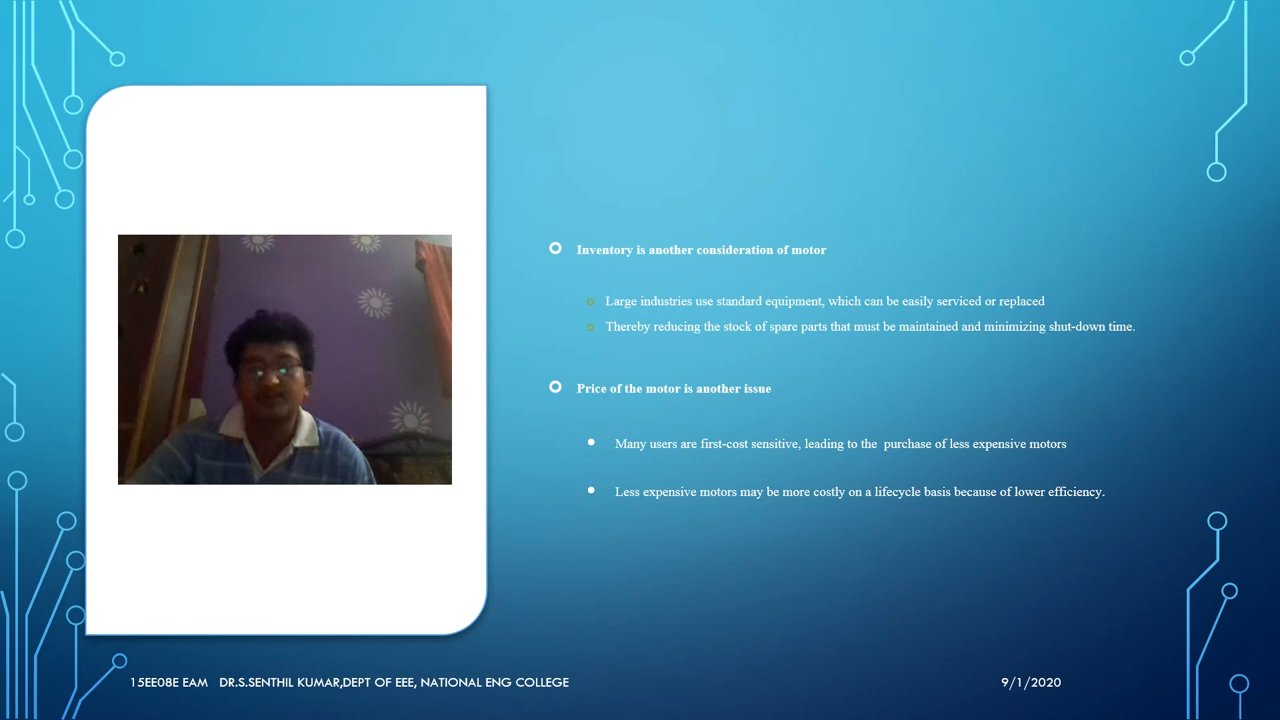 Inventory is another consideration of motor
Large industries use standard equipment, which can be easily serviced or replaced
Thereby reducing the stock of spare parts that must be maintained and minimizing shut-down time.
Price of the motor is another issue
Many users are first-cost sensitive, leading to the  purchase of less expensive motors
Less expensive motors may be more costly on a lifecycle basis because of lower efficiency.
15EE08E EAM   DR.S.SENTHIL KUMAR,DEPT OF EEE, NATIONAL ENG COLLEGE
9/1/2020